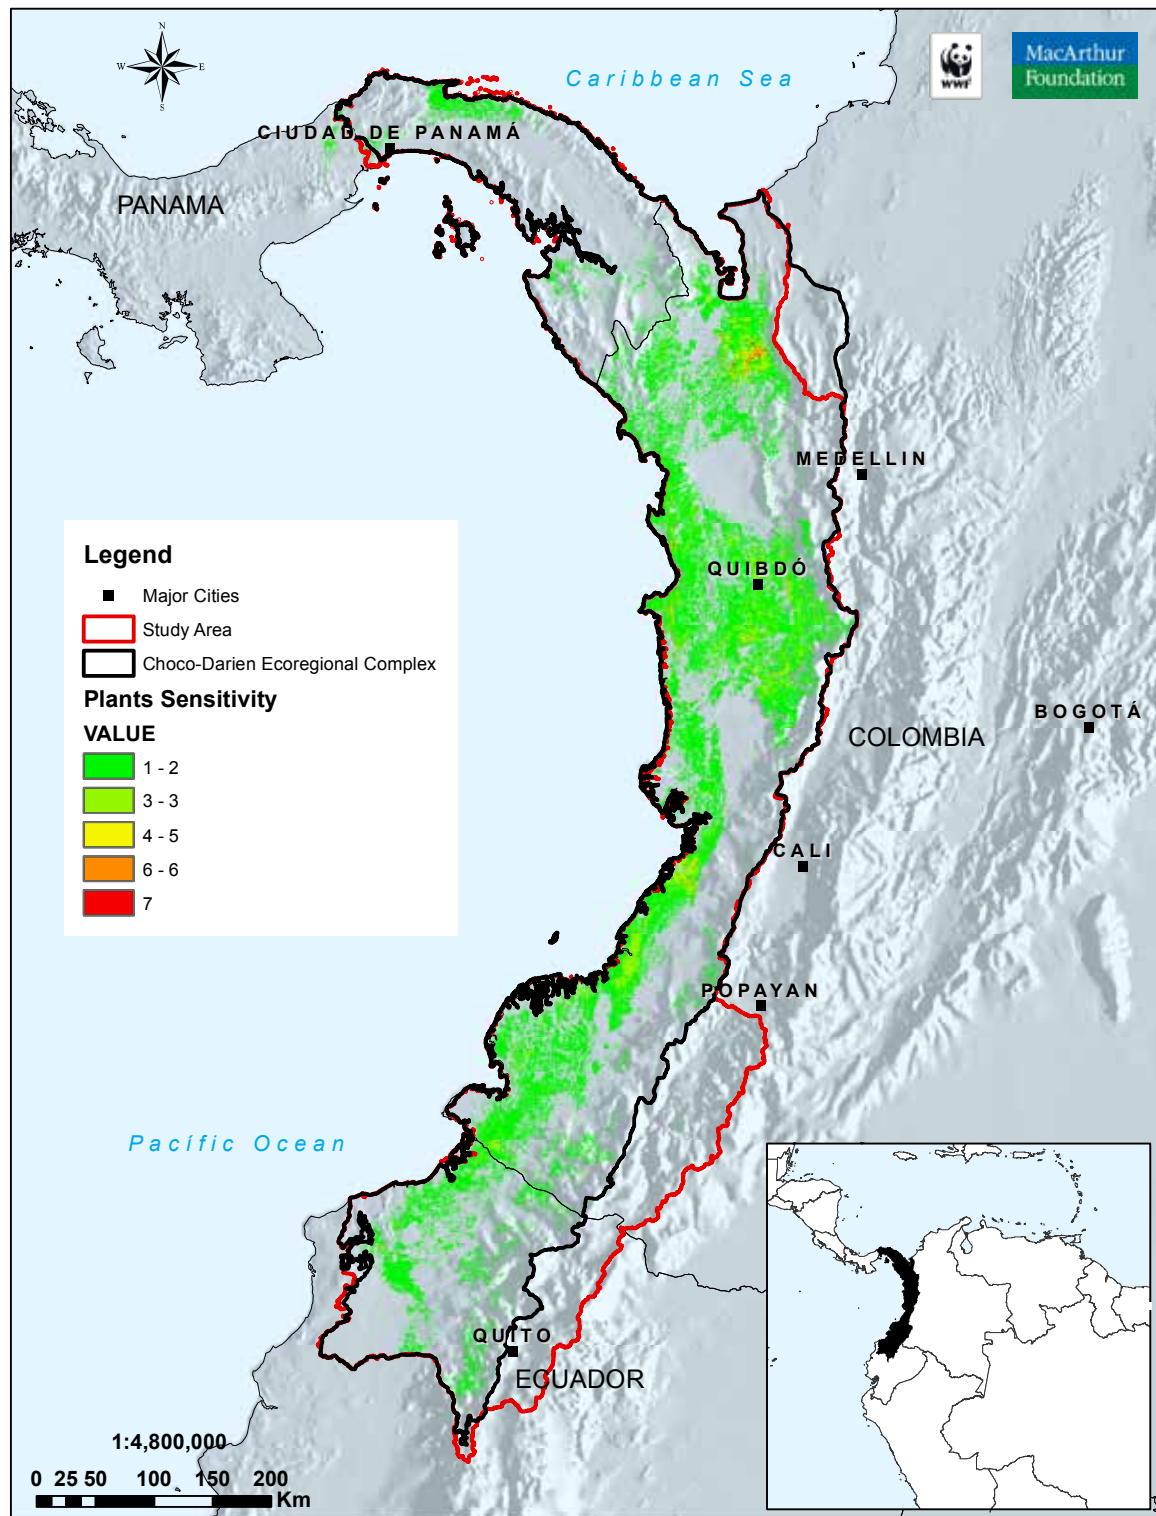 N
W
E
S
Caribbean Sea
WWF
MacArthur
Foundation
CIUDAD DE PANAMÁ
PANAMA
MEDELLIN
QUIBDÓ
Legend
Major Cities
Study Area
Choco-Darien Ecoregional Complex
Plants Sensitivity
VALUE
1 - 2
3 - 3
4 - 5
6 - 6
7
BOGOTÁ
COLOMBIA
CALI
POPAYAN
Pacífic Ocean
QUITO
ECUADOR
1:4,800,000
0 25 50 100 150 200
Km